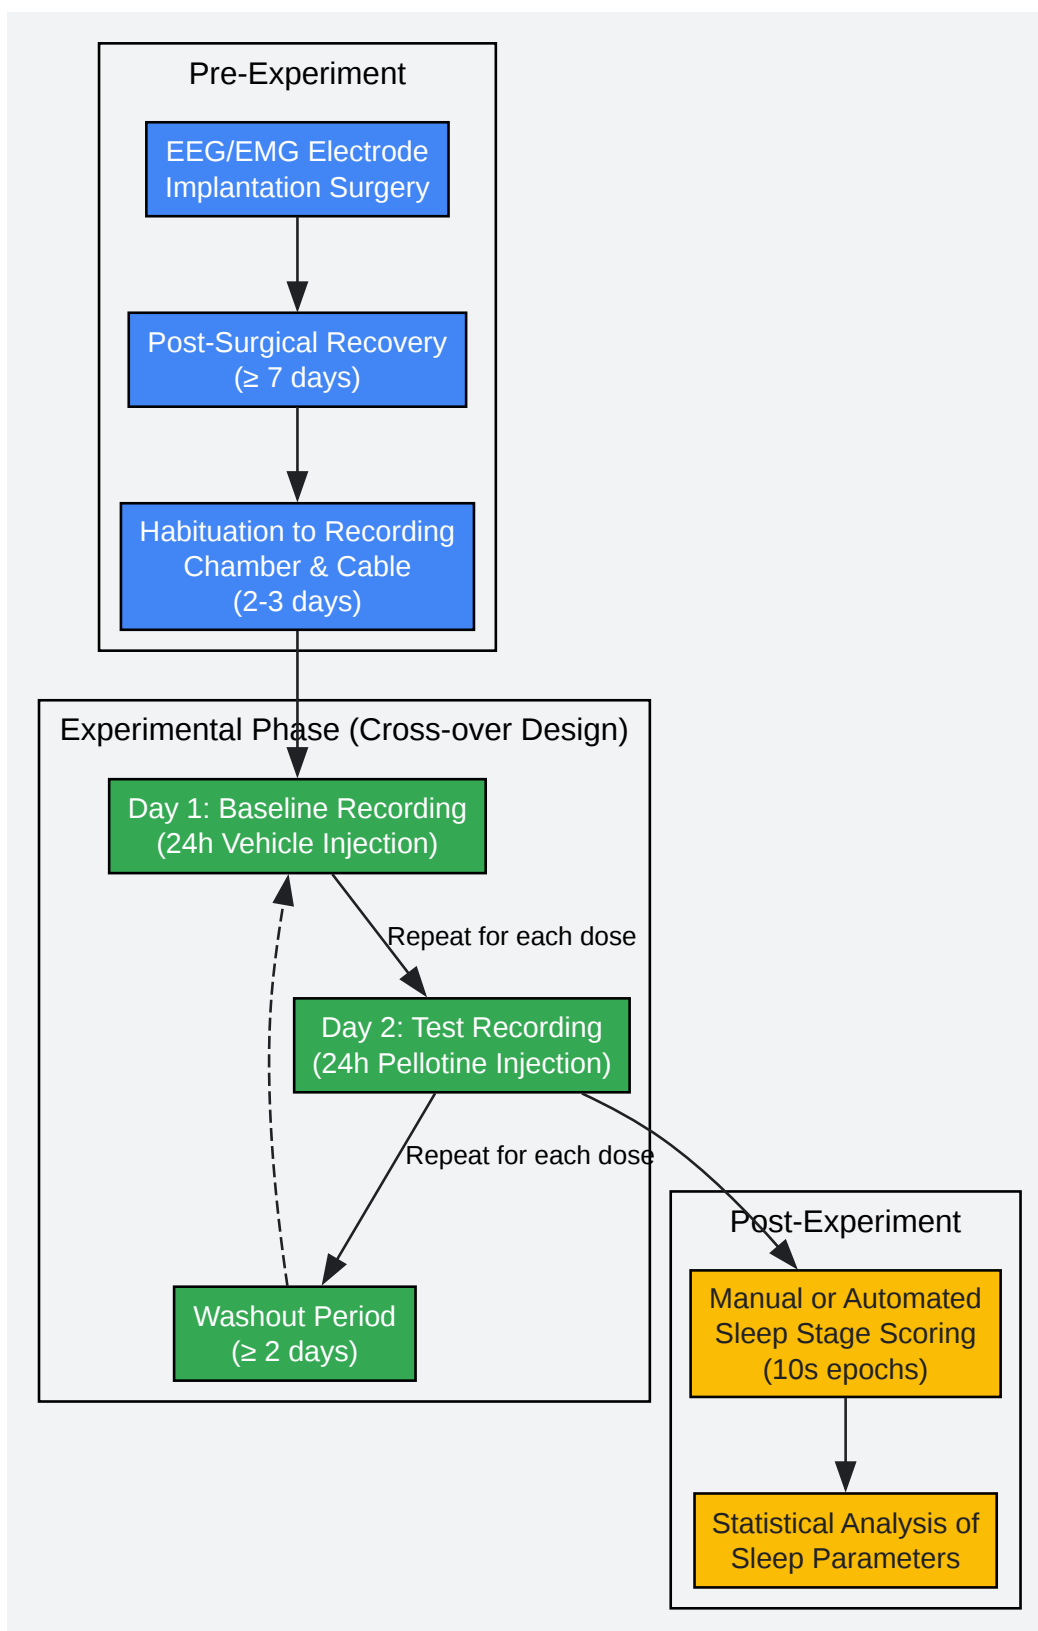 Pre-Experiment
EEG/EMG Electrode
Implantation Surgery
Post-Surgical Recovery
(≥ 7 days)
Habituation to Recording
Chamber & Cable
(2-3 days)
Experimental Phase (Cross-over Design)
Day 1: Baseline Recording
(24h Vehicle Injection)
Repeat for each dose
Day 2: Test Recording
(24h Pellotine Injection)
Repeat for each dose
Washout Period
(≥ 2 days)
Post-Experiment
Manual or Automated
Sleep Stage Scoring
(10s epochs)
Statistical Analysis of
Sleep Parameters